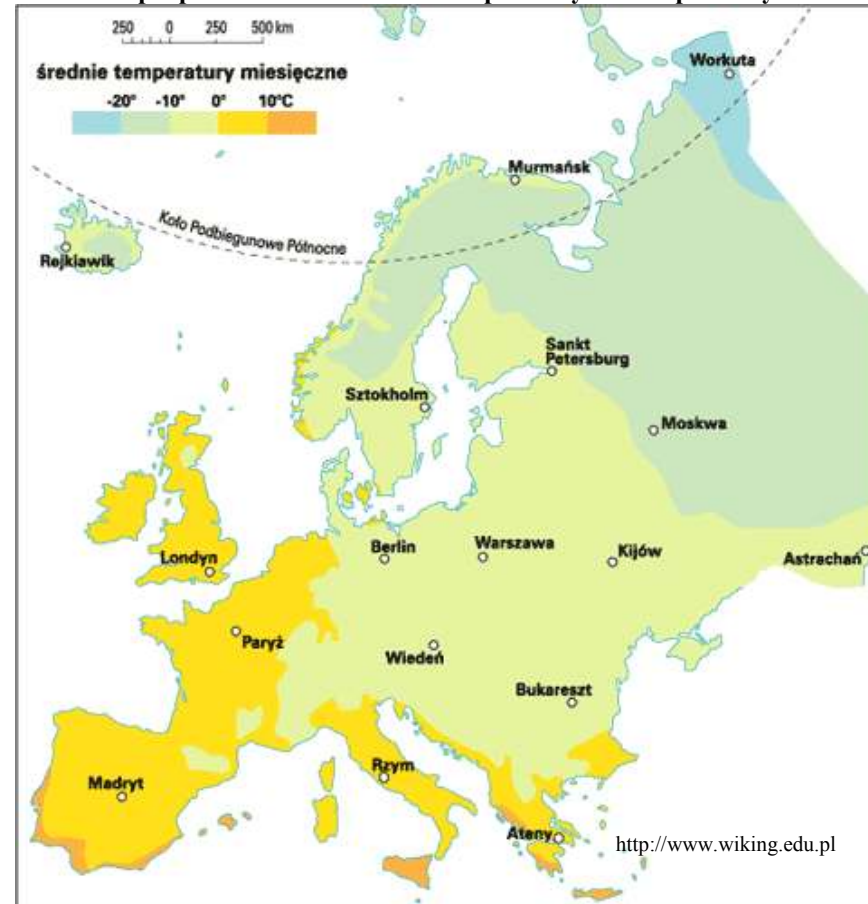 250 0 250 500 km
średnie temperatury miesięczne
-20° -10° 0° 10°C
Workuta
Murmańsk
Koło Podbiegunowe Północne
Rejkiawik
Sankt
Petersburg
Sztokholm
Moskwa
Berlin
Warszawa
Kijów
Astrachań
Londyn
Paryż
Wiedeń
Bukareszt
Madryt
Rzym
Ateny
http://www.wiking.edu.pl